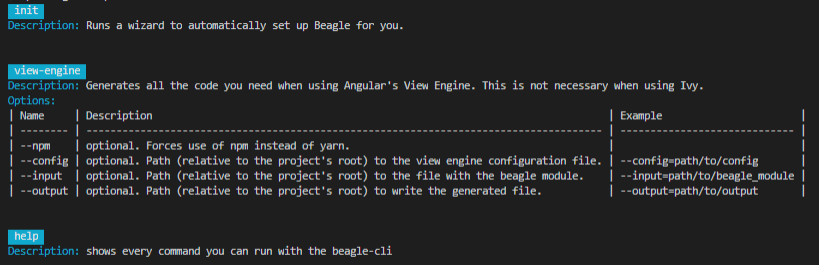 init
Description: Runs a wizard to automatically set up Beagle for you.
view-engine
Description: Generates all the code you need when using Angular's View Engine. This is not necessary when using Ivy.
Options:
| Name | Description | Example |
| -------- | --------------------------------------------------------------------------------- | --------------------------- |
| --npm | optional. Forces use of npm instead of yarn. | |
| --config | optional. Path (relative to the project's root) to the view engine configuration file. | --config=path/to/config |
| --input | optional. Path (relative to the project's root) to the file with the beagle module. | --input=path/to/beagle_module |
| --output | optional. Path (relative to the project's root) to write the generated file. | --output=path/to/output |
help
Description: shows every command you can run with the beagle-cli